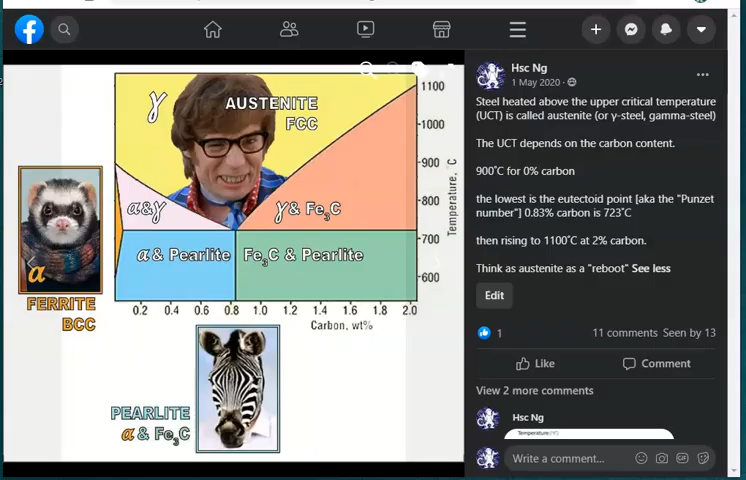 Hsc Ng
1 May 2020
Steel heated above the upper critical temperature
(UCT) is called austenite (or γ-steel, gamma-steel)
The UCT depends on the carbon content.
900°C for 0% carbon
the lowest is the eutectoid point [aka the "Punzet
number"] 0.83% carbon is 723°C
then rising to 1100°C at 2% carbon.
Think as austenite as a "reboot" See less
Edit
1
11 comments Seen by 13
Like
Comment
View 2 more comments
Hsc Ng
Temperature(°C)
Write a comment...
GIF
γ
AUSTENITE
FCC
α&γ
γ & Fe₃C
α & Pearlite
Fe₃C & Pearlite
α
FERRITE
BCC
PEARLITE
α & Fe₃C
1100
1000
900
800
700
600
Temperature, °C
0.2 0.4 0.6 0.8 1.0 1.2 1.4 1.6 1.8 2.0
Carbon, wt%